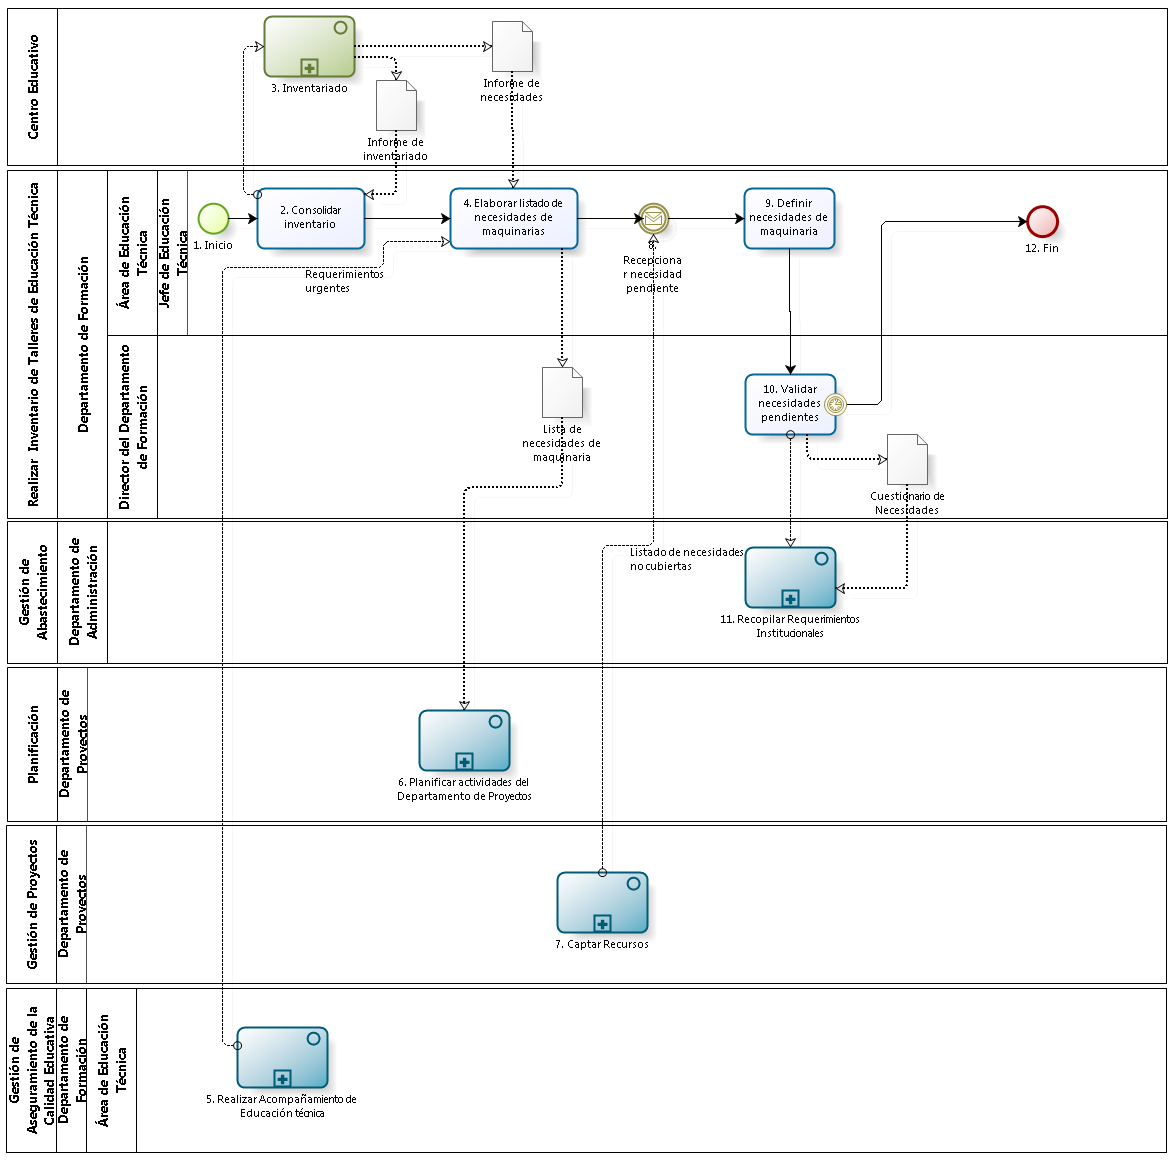 Centro Educativo
3. Inventariado
Informe de
necesidades
Informe de
inventariado
Realizar Inventario de Talleres de Educación Técnica
Departamento de Formación
Área de Educación
Técnica
Jefe de Educación
Técnica
1. Inicio
2. Consolidar
inventario
4. Elaborar listado de
necesidades de
maquinarias
8.
Recepciona
r necesidad
pendiente
9. Definir
necesidades de
maquinaria
12. Fin
Requerimientos
urgentes
Director del Departamento
de Formación
Lista de
necesidades de
maquinaria
10. Validar
necesidades
pendientes
Cuestionario de
Necesidades
Gestión de
Abastecimiento
Departamento de
Administración
Listado de necesidades
no cubiertas
11. Recopilar Requerimientos
Institucionales
Planificación
Departamento de
Proyectos
6. Planificar actividades del
Departamento de Proyectos
Gestión de Proyectos
Departamento de
Proyectos
7. Captar Recursos
Gestión de
Aseguramiento de la
Calidad Educativa
Departamento de
Formación
Área de Educación
Técnica
5. Realizar Acompañamiento de
Educación técnica